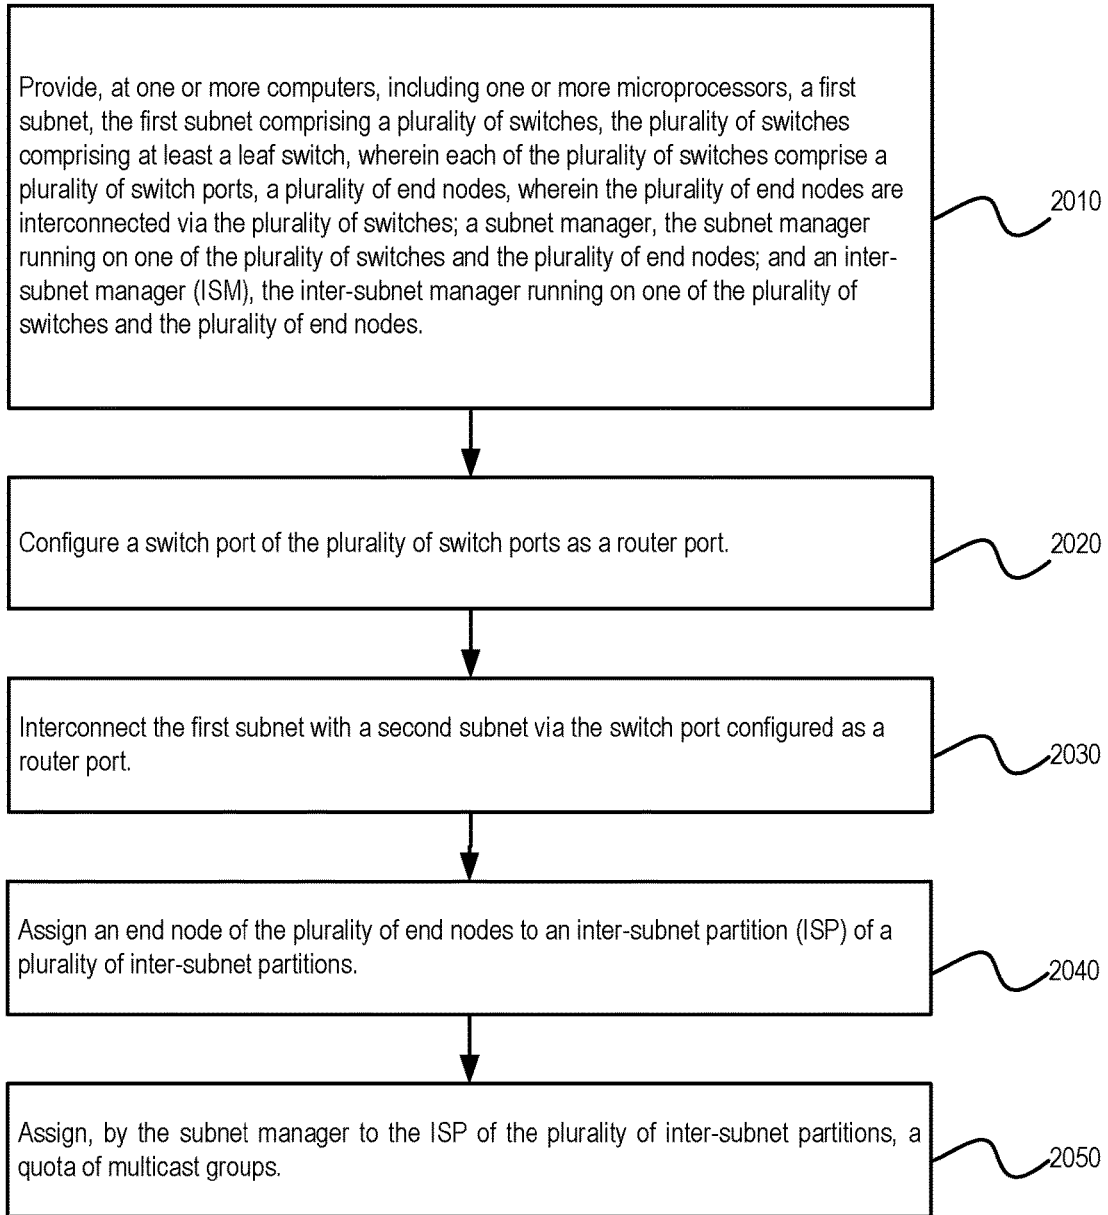 Provide, at one or more computers, including one or more microprocessors, a first
subnet, the first subnet comprising a plurality of switches, the plurality of switches
comprising at least a leaf switch, wherein each of the plurality of switches comprise a
plurality of switch ports, a plurality of end nodes, wherein the plurality of end nodes are
interconnected via the plurality of switches; a subnet manager, the subnet manager
running on one of the plurality of switches and the plurality of end nodes; and an inter-
subnet manager (ISM), the inter-subnet manager running on one of the plurality of
switches and the plurality of end nodes.
2010
Configure a switch port of the plurality of switch ports as a router port.
2020
Interconnect the first subnet with a second subnet via the switch port configured as a
router port.
2030
Assign an end node of the plurality of end nodes to an inter-subnet partition (ISP) of a
plurality of inter-subnet partitions.
2040
Assign, by the subnet manager to the ISP of the plurality of inter-subnet partitions, a
quota of multicast groups.
2050